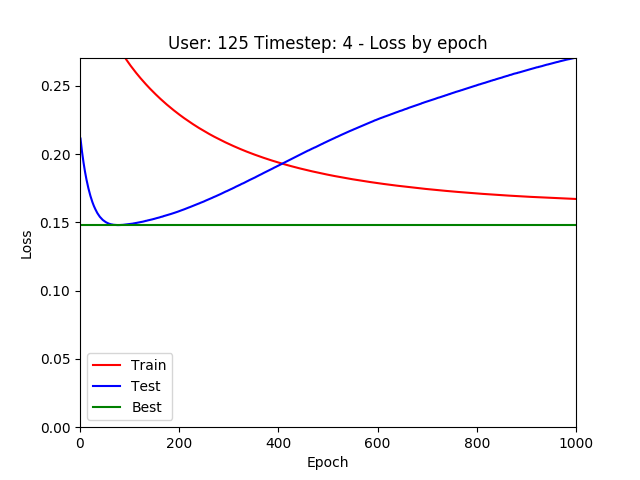 User: 125 Timestep: 4 - Loss by epoch
Loss
0.25
0.20
0.15
0.10
0.05
0.00
Train
Test
Best
0 200 400 600 800 1000
Epoch